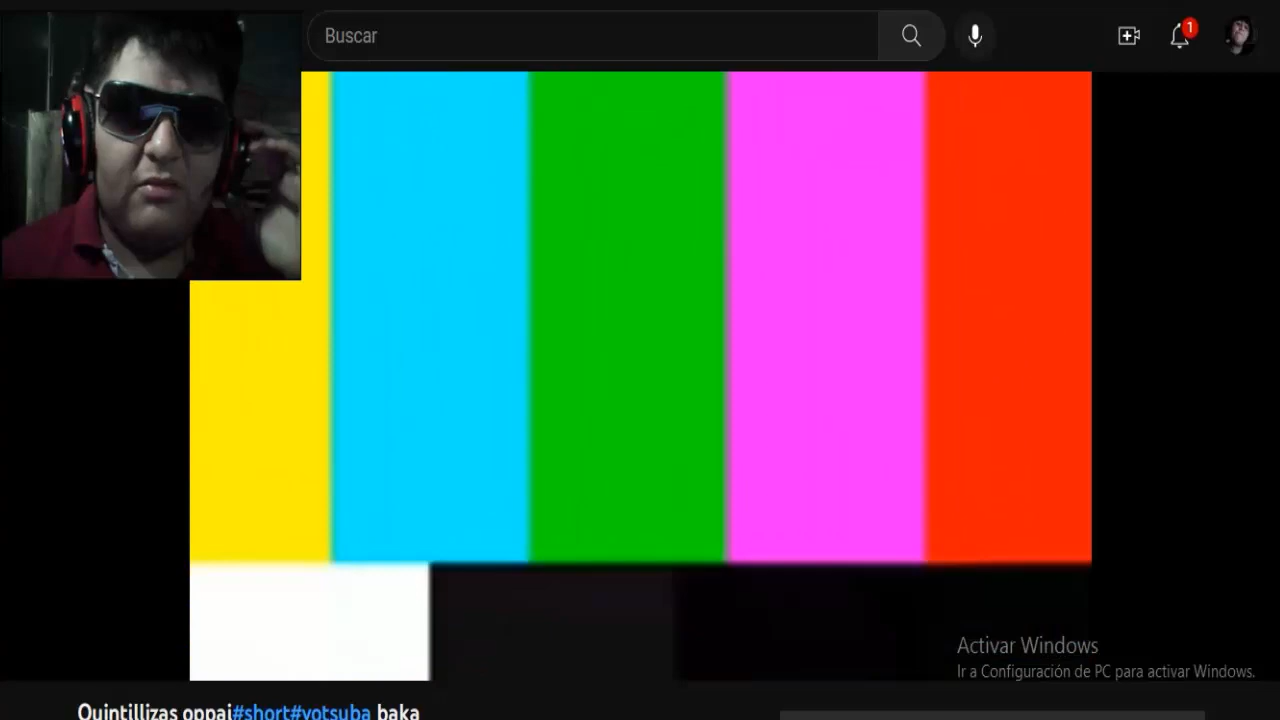 Buscar
1
Activar Windows
Ir a Configuración de PC para activar Windows.
Quintillizas oppai#short#yotsuba baka